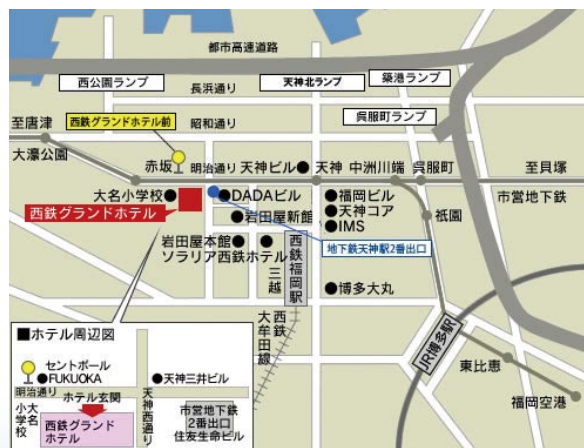 都市高速道路
西公園ランプ
天神北ランプ
築港ランプ
長浜通り
呉服町ランプ
至唐津
西鉄グランドホテル前
昭和通り
大濠公園
赤坂
明治通り
天神ビル
天神
中洲川端
呉服町
至貝塚
市営地下鉄
大名小学校
DADAビル
福岡ビル
祇園
西鉄グランドホテル
岩田屋新館
天神コア
IMS
地下鉄天神駅2番出口
岩田屋本館
ソラリア西鉄ホテル
三越
西鉄福岡駅
博多大丸
西鉄
大牟田線
JR博多駅
東比恵
福岡空港
■ホテル周辺図
セントポール
FUKUOKA
天神三井ビル
明治通り
ホテル玄関
大名
小学校
天神西通り
西鉄グランド
ホテル
市営地下鉄
2番出口
住友生命ビル